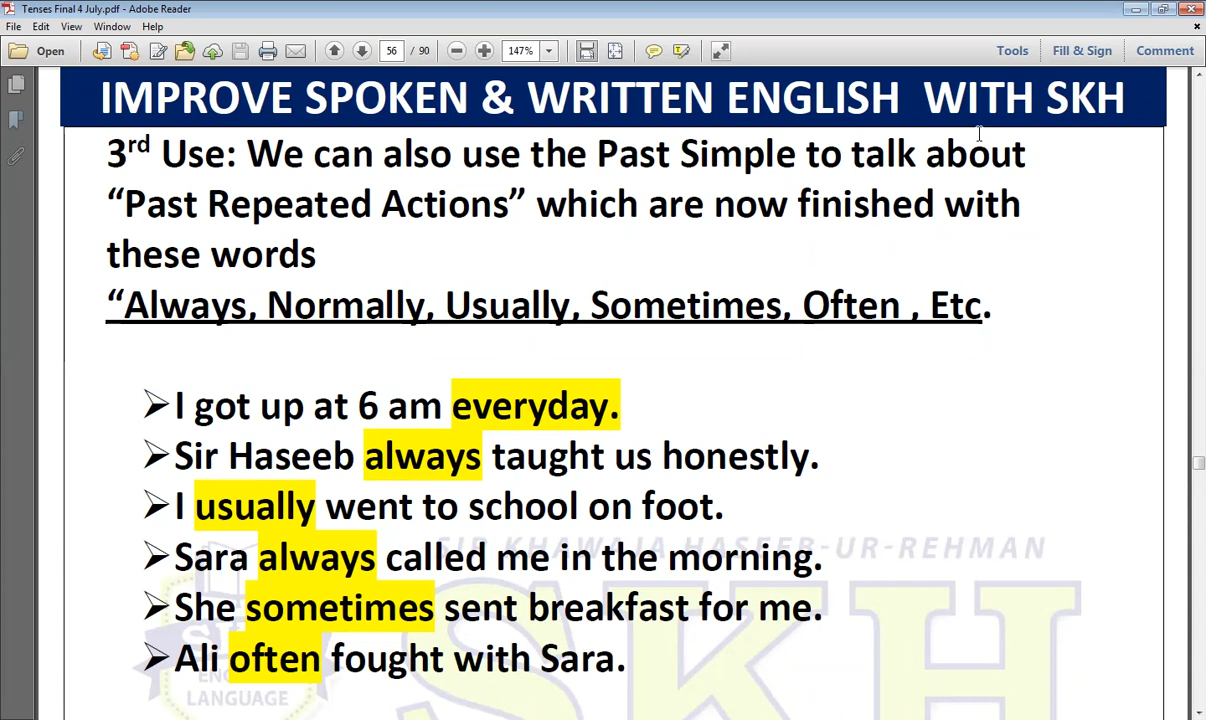 Tenses Final 4 July.pdf - Adobe Reader
File Edit View Window Help
Open 56 / 90 147% Tools Fill & Sign Comment
IMPROVE SPOKEN & WRITTEN ENGLISH WITH SKH
3rd Use: We can also use the Past Simple to talk about
“Past Repeated Actions” which are now finished with
these words
“Always, Normally, Usually, Sometimes, Often , Etc.
➢I got up at 6 am everyday.
➢Sir Haseeb always taught us honestly.
➢I usually went to school on foot.
SIR KHAWAJA HASEER-UR-REHMAN
➢Sara always called me in the morning.
➢She sometimes sent breakfast for me.
SKH
➢Ali often fought with Sara.
LANGUAGE